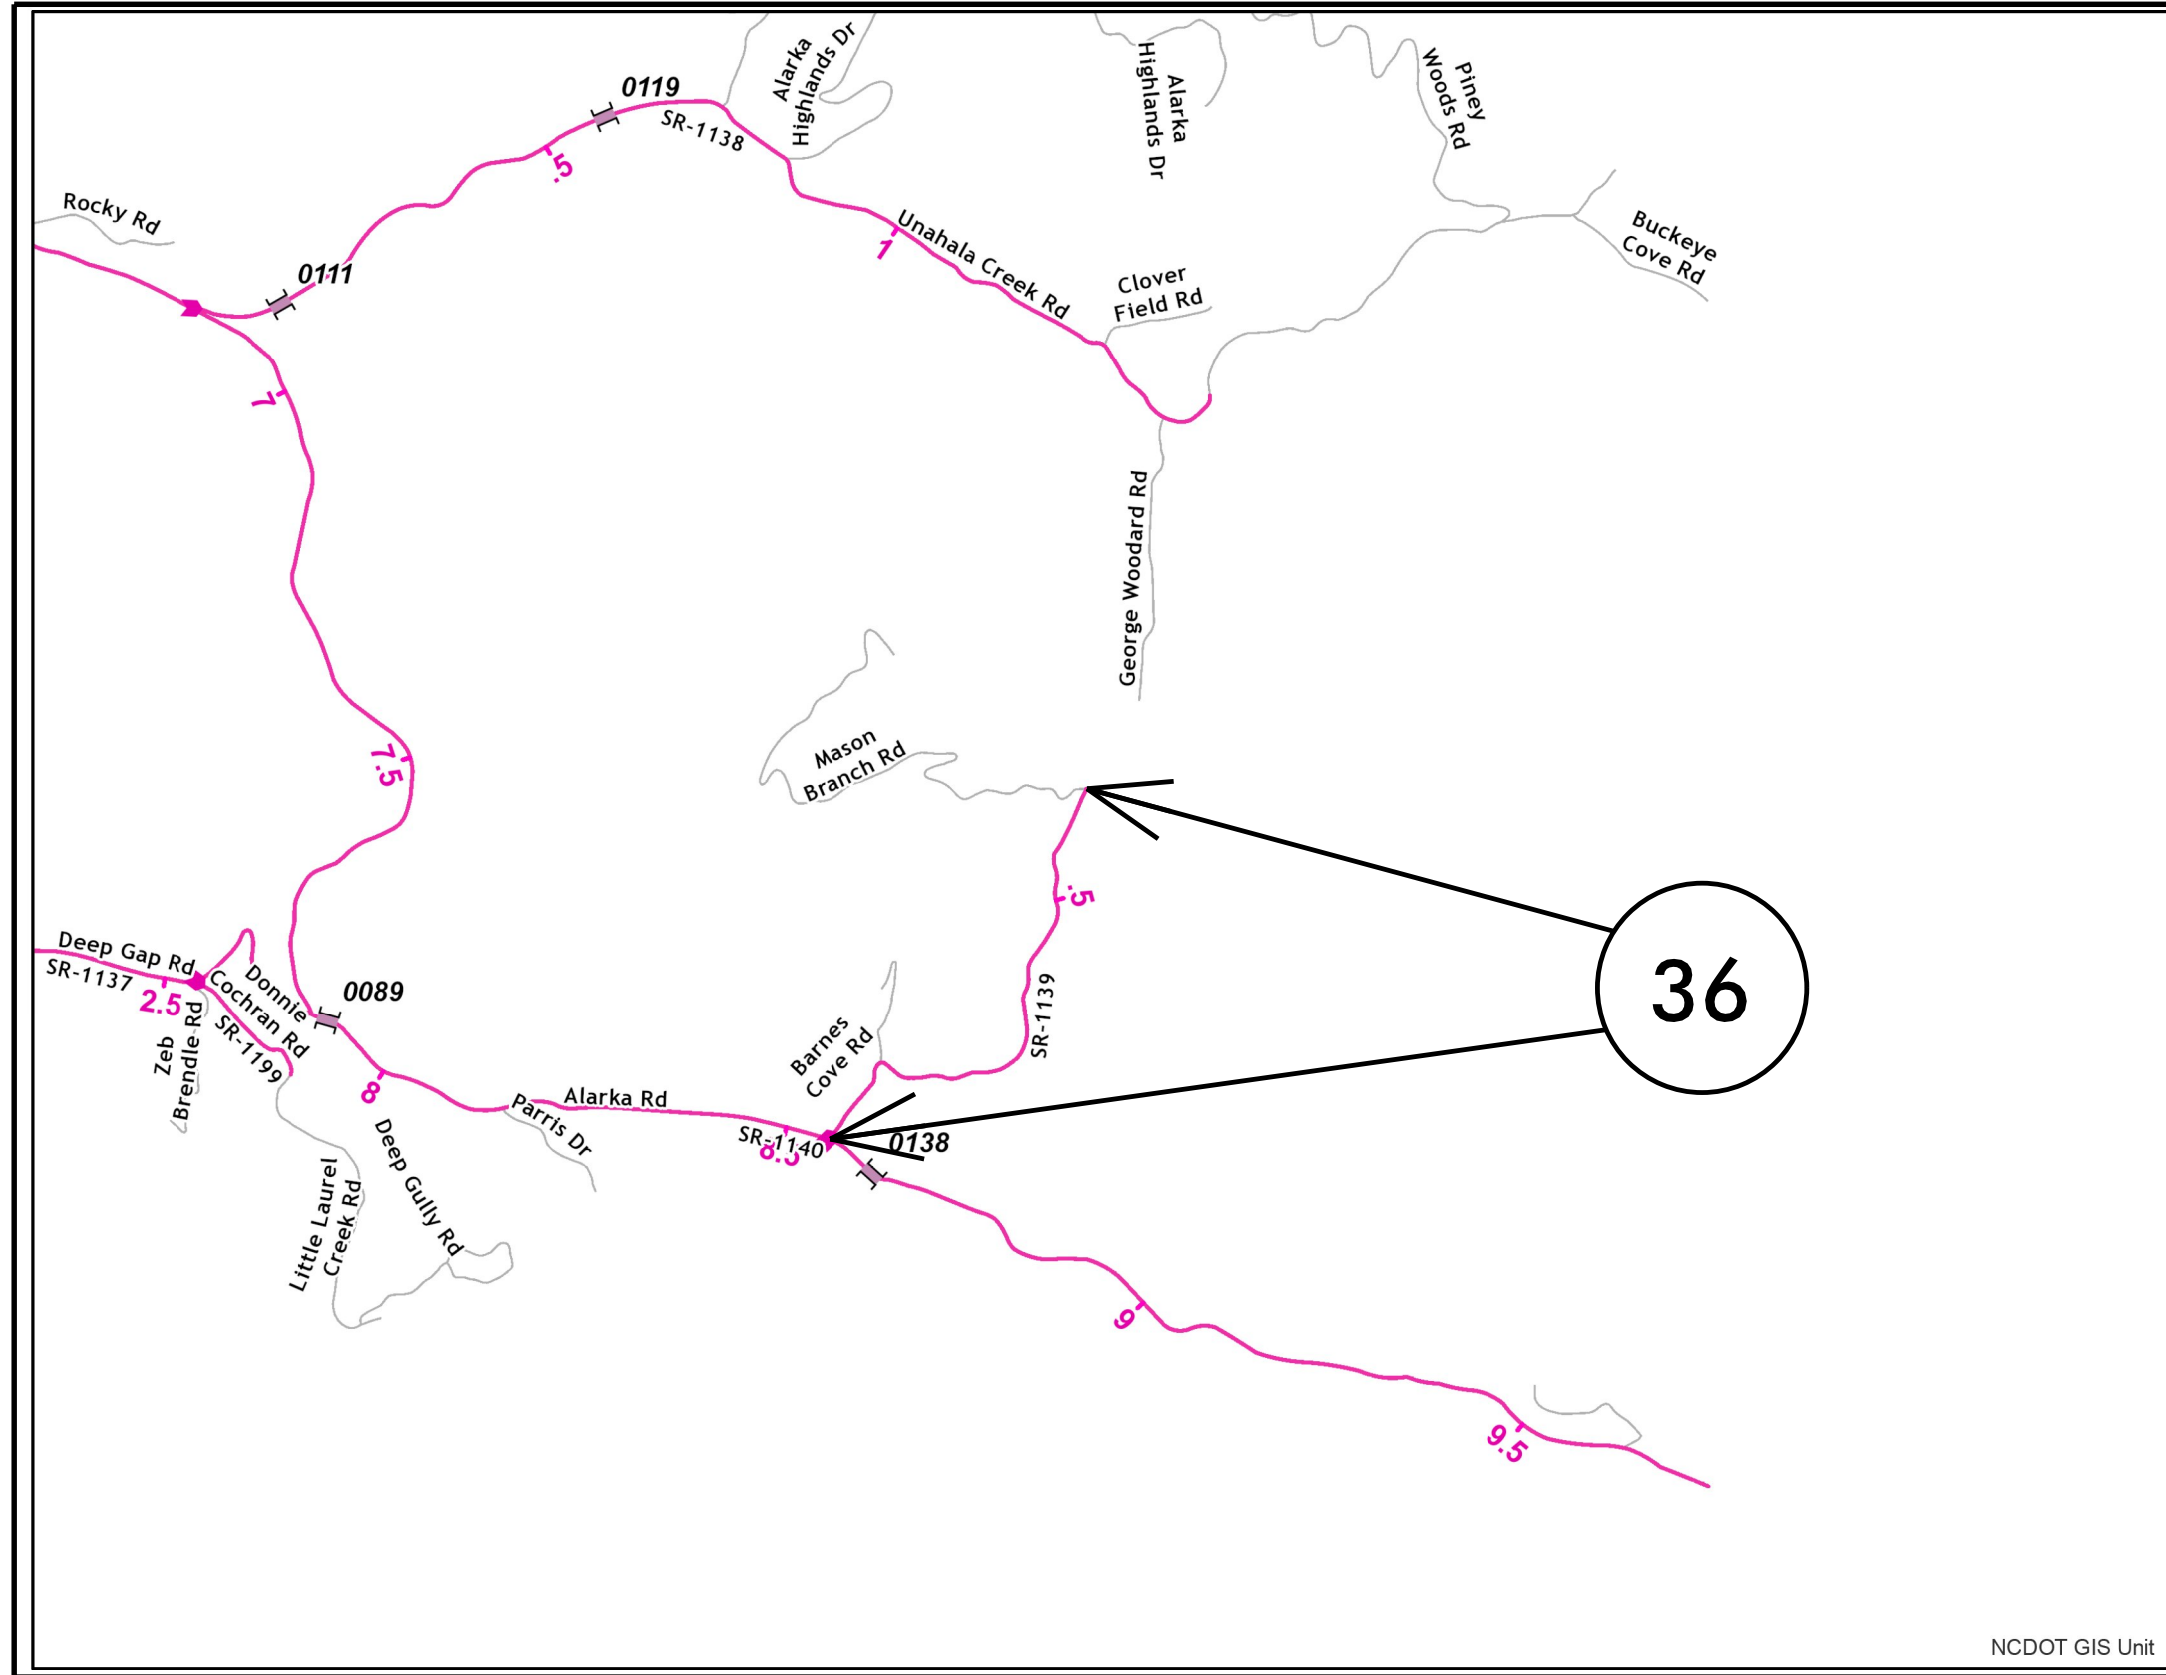 Alarka
Highlands Dr
0119
SR-1138
.5
Alarka
Highlands Dr
Piney
Woods Rd
Rocky Rd
0111
Unahala Creek Rd
1
Buckeye
Cove Rd
Clover
Field Rd
7
George Woodard Rd
7.5
Mason
Branch Rd
.5
36
Deep Gap Rd
SR-1137
2.5
Donnie
Cochran Rd
SR-1199
0089
Zeb
Brendle Rd
8
SR-1139
Barnes
Cove Rd
Alarka Rd
Parris Dr
SR-1140
8.5
0138
Deep Gully Rd
Little Laurel
Creek Rd
9
9.5
NCDOT GIS Unit